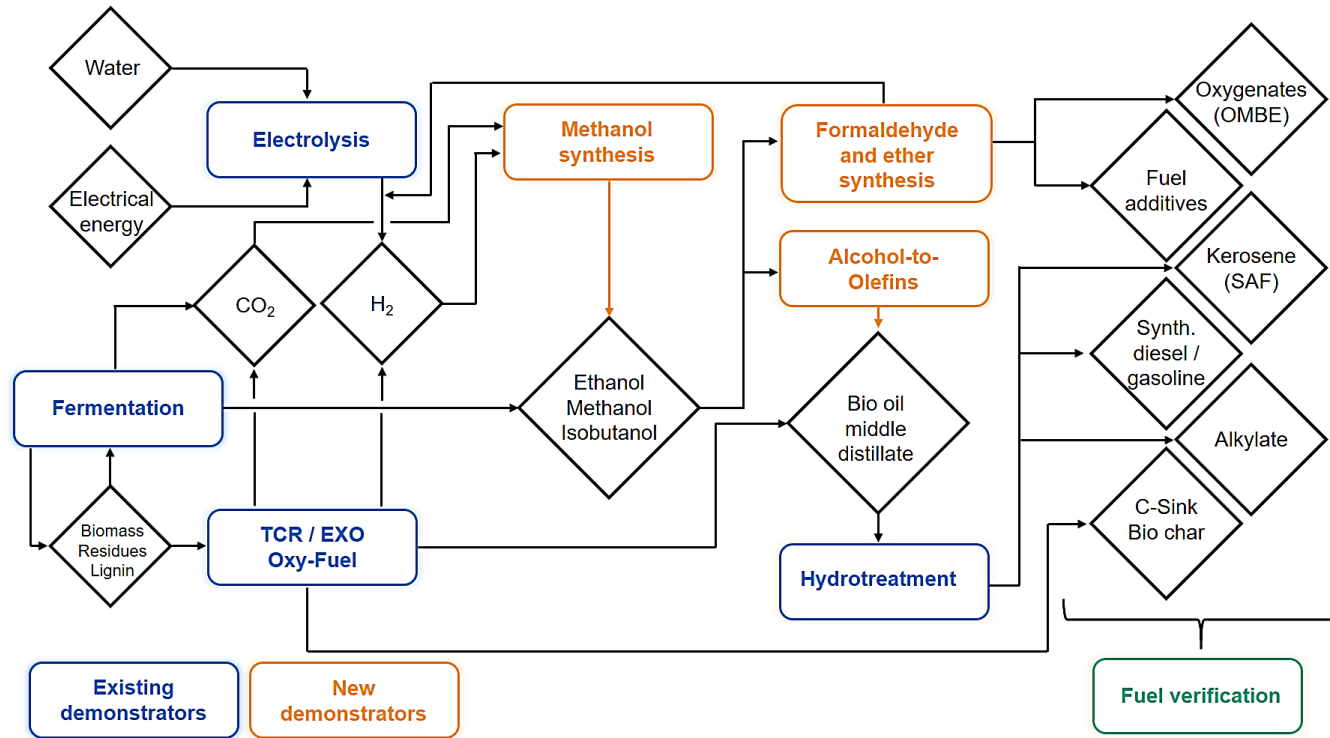 Water
Electrolysis
Electrical
energy
Methanol
synthesis
Formaldehyde
and ether
synthesis
Oxygenates
(OMBE)
Fuel
additives
Kerosene
(SAF)
Alcohol-to-
Olefins
CO₂
H₂
Synth.
diesel /
gasoline
Fermentation
Ethanol
Methanol
Isobutanol
Bio oil
middle
distillate
Alkylate
Biomass
Residues
Lignin
TCR / EXO
Oxy-Fuel
C-Sink
Bio char
Hydrotreatment
Existing
demonstrators
New
demonstrators
Fuel verification